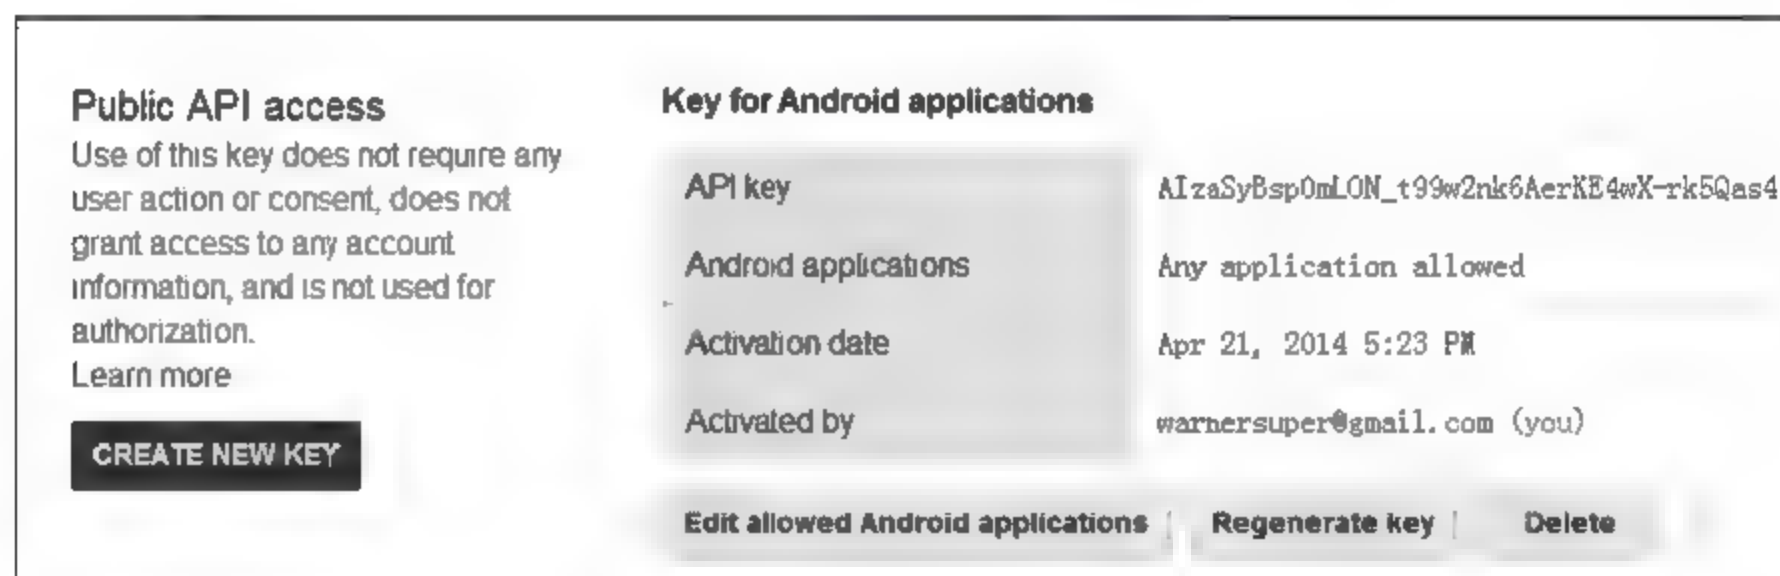 Public API access
Use of this key does not require any
user action or consent, does not
grant access to any account
information, and is not used for
authorization.
Learn more
CREATE NEW KEY
Key for Android applications
API key AIzaSyBsp0mLON_t99w2nk6AerKE4wX-rk5Qas4
Android applications Any application allowed
Activation date Apr 21, 2014 5:23 PM
Activated by warnersuper@gmail.com (you)
Edit allowed Android applications | Regenerate key | Delete